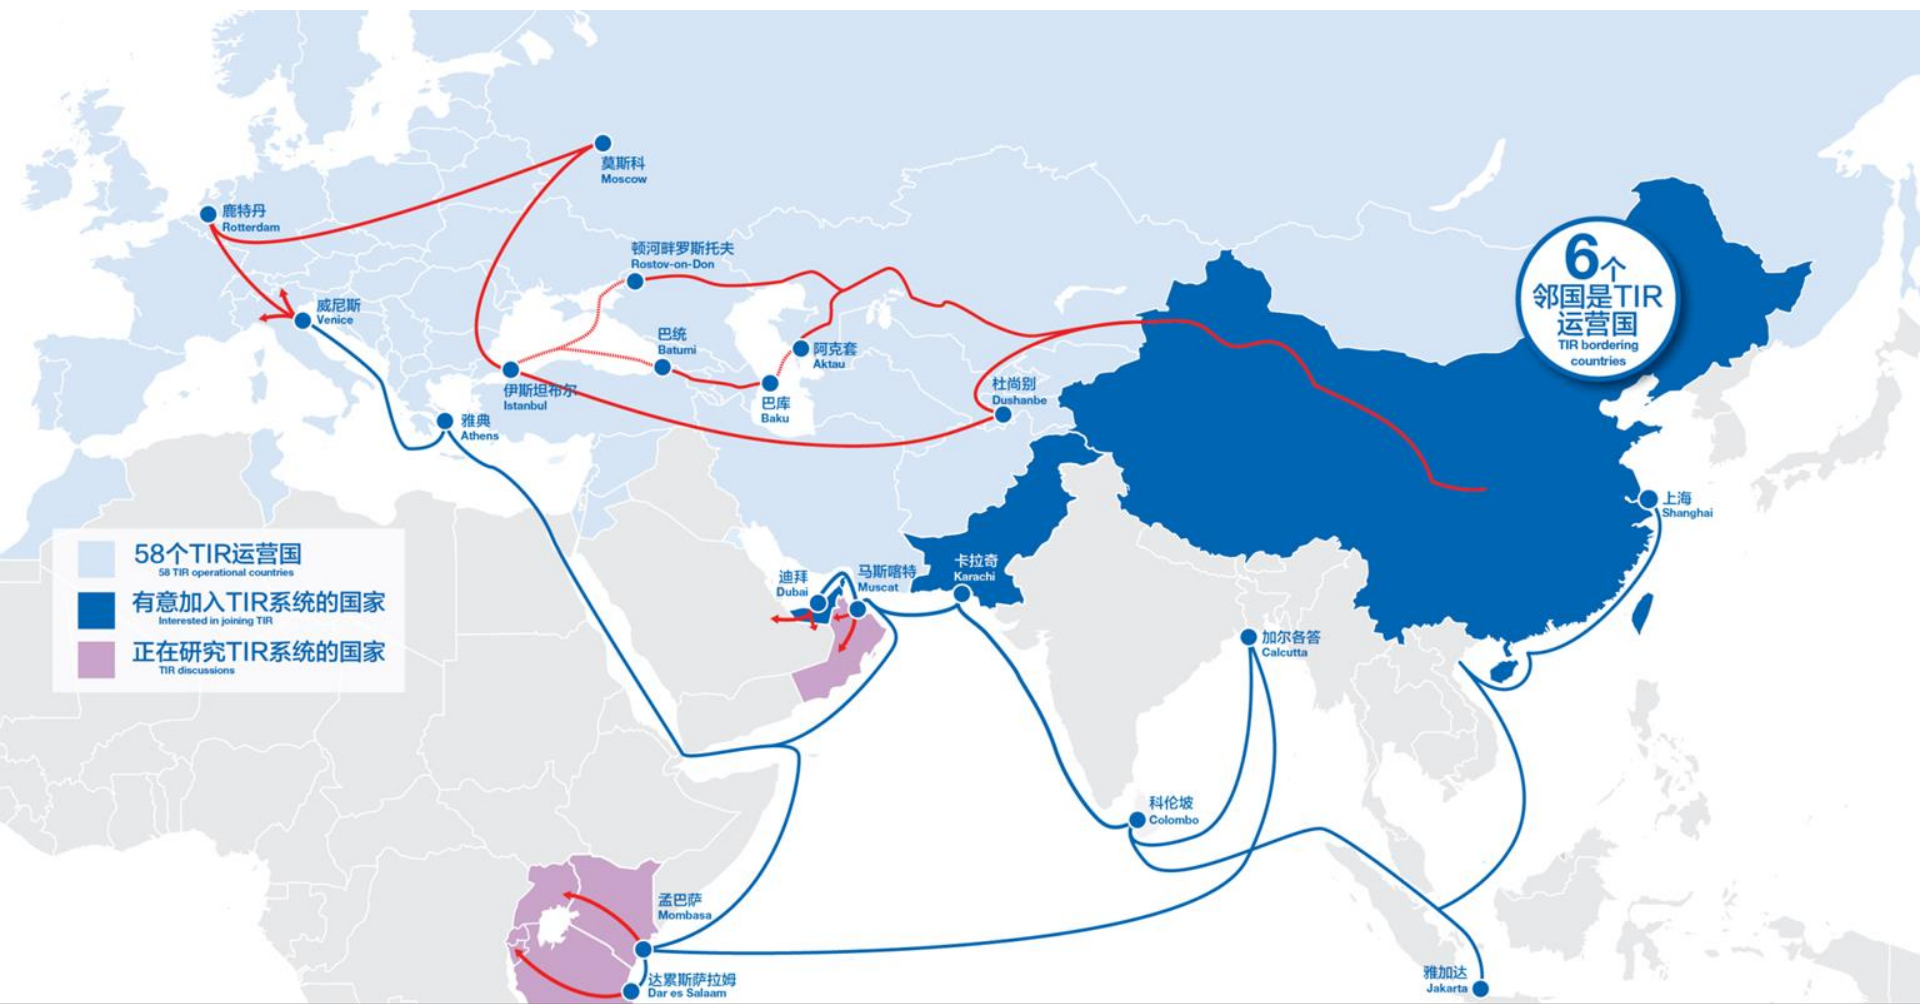 莫斯科
Moscow
鹿特丹
Rotterdam
顿河畔罗斯托夫
Rostov-on-Don
威尼斯
Venice
巴统
Batumi
阿克套
Aktau
伊斯坦布尔
Istanbul
巴库
Baku
杜尚别
Dushanbe
雅典
Athens
6个
邻国是TIR
运营国
TIR bordering
countries
上海
Shanghai
58个TIR运营国
58 TIR operational countries
有意加入TIR系统的国家
Interested in joining TIR
正在研究TIR系统的国家
TIR discussions
迪拜
Dubai
马斯喀特
Muscat
卡拉奇
Karachi
加尔各答
Calcutta
科伦坡
Colombo
孟巴萨
Mombasa
达累斯萨拉姆
Dar es Salaam
雅加达
Jakarta